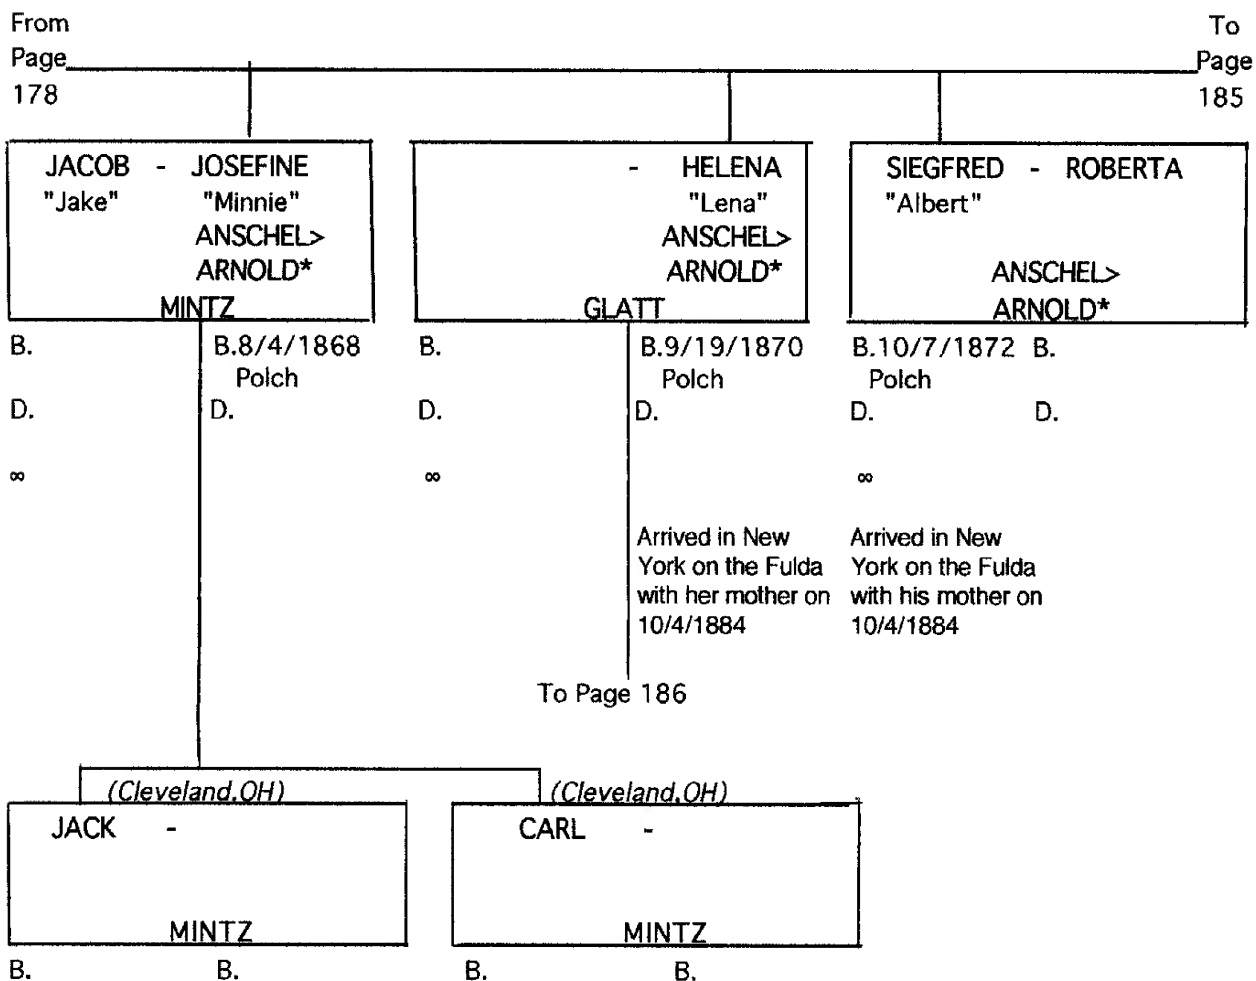 From To
Page Page
178 185
JACOB - JOSEFINE - HELENA SIEGFRED - ROBERTA
"Jake" "Minnie" "Lena" "Albert"
ANSCHEL> ANSCHEL>
ARNOLD* ARNOLD* ANSCHEL>
MINTZ GLATT ARNOLD*
B. B.8/4/1868 B. B.9/19/1870 B.10/7/1872 B.
Polch Polch Polch
D. D. D. D. D. D.
∞ ∞ ∞
Arrived in New Arrived in New
York on the Fulda York on the Fulda
with her mother on with his mother on
10/4/1884 10/4/1884
To Page 186
(Cleveland,OH) (Cleveland,OH)
JACK - CARL -
MINTZ MINTZ
B. B. B. B.